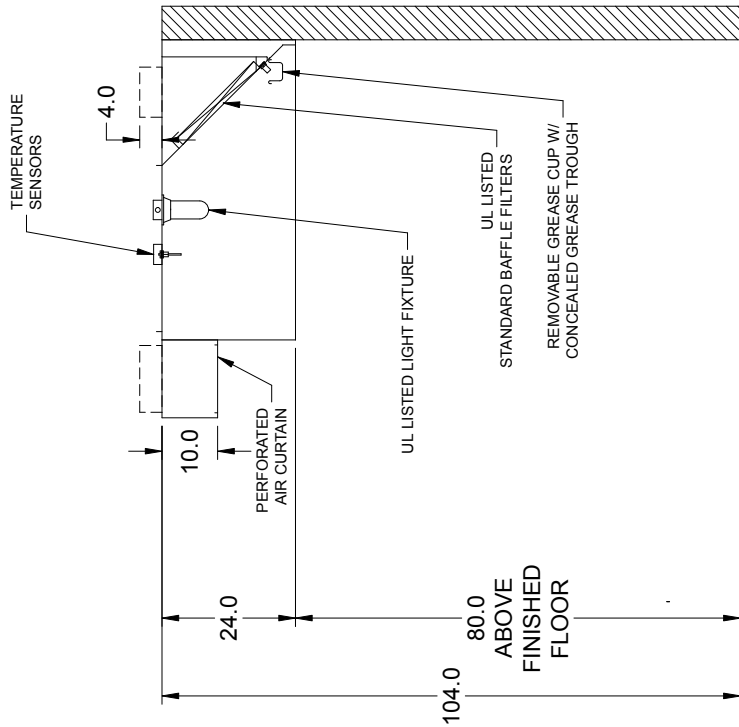 TEMPERATURE
SENSORS
4.0
10.0
PERFORATED
AIR CURTAIN
24.0
UL LISTED LIGHT FIXTURE
UL LISTED
STANDARD BAFFLE FILTERS
REMOVABLE GREASE CUP W/
CONCEALED GREASE TROUGH
80.0
ABOVE
FINISHED
FLOOR
104.0